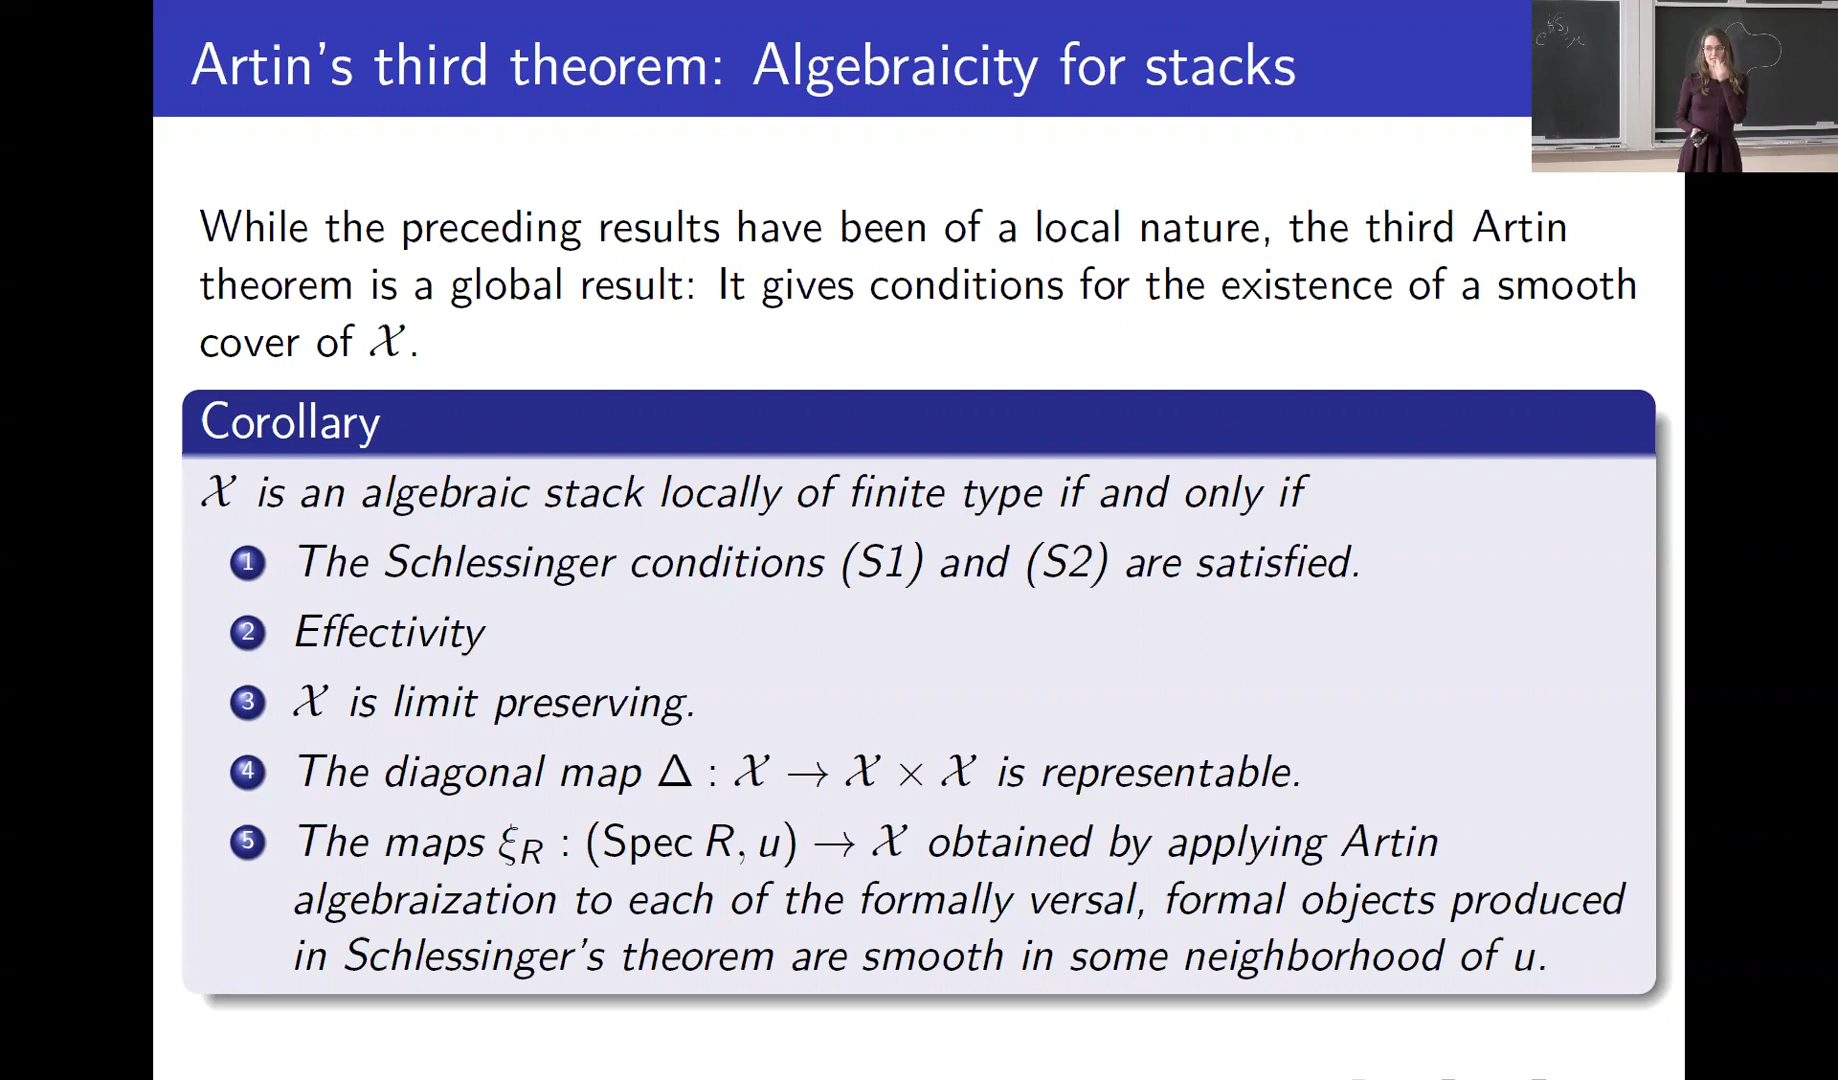 Artin's third theorem: Algebraicity for stacks
While the preceding results have been of a local nature, the third Artin
theorem is a global result: It gives conditions for the existence of a smooth
cover of 𝒳.
Corollary
𝒳 is an algebraic stack locally of finite type if and only if
1 The Schlessinger conditions (S1) and (S2) are satisfied.
2 Effectivity
3 𝒳 is limit preserving.
4 The diagonal map Δ : 𝒳 → 𝒳 × 𝒳 is representable.
5 The maps ξ_R : (Spec R, u) → 𝒳 obtained by applying Artin
algebraization to each of the formally versal, formal objects produced
in Schlessinger's theorem are smooth in some neighborhood of u.